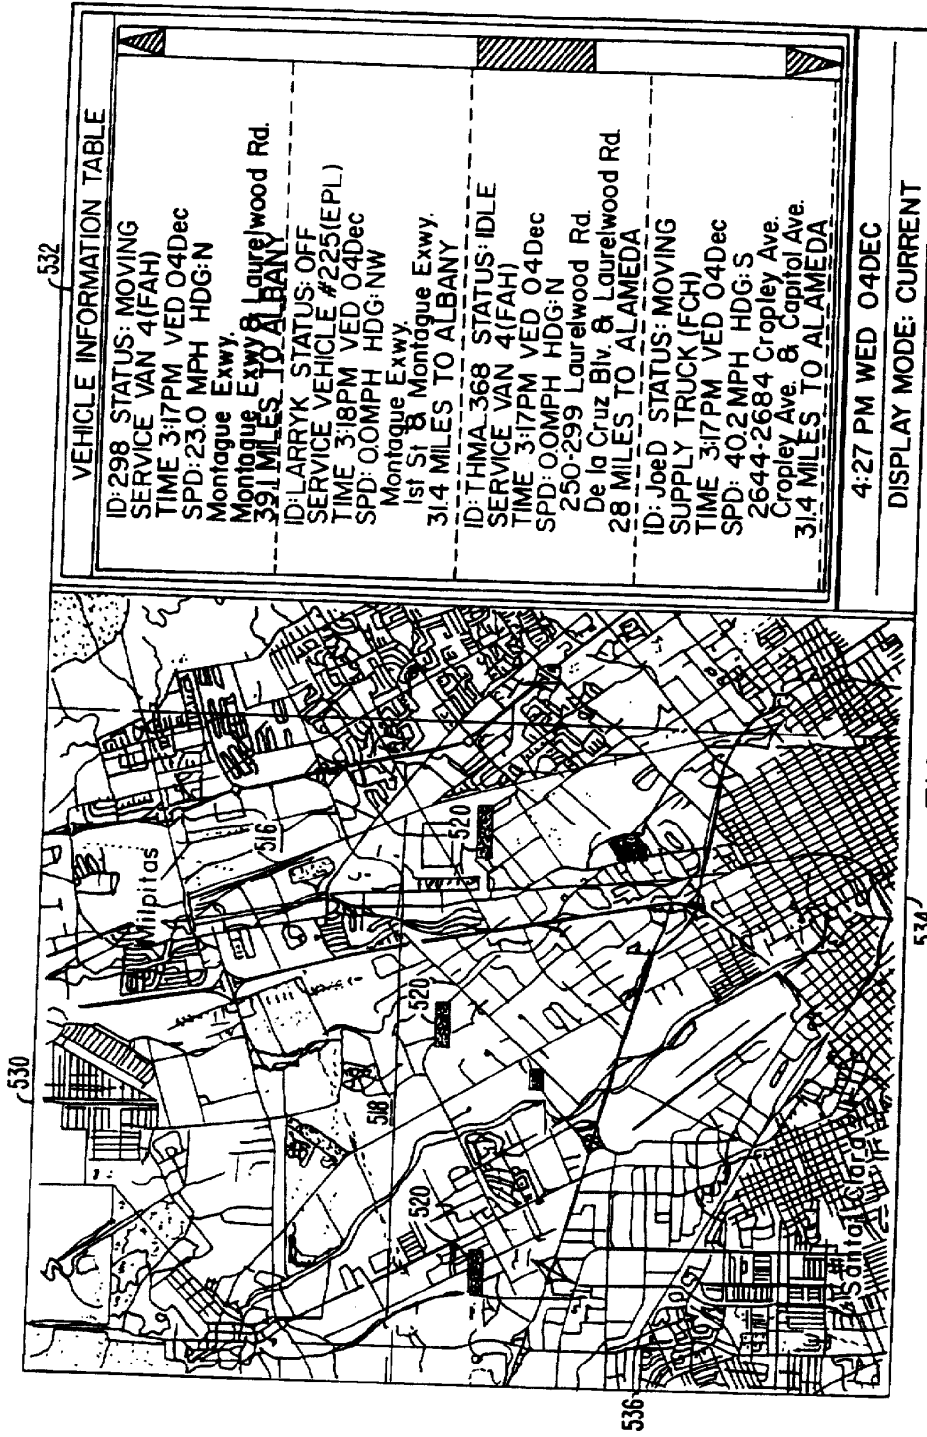 530
532
VEHICLE INFORMATION TABLE
ID:298 STATUS: MOVING
SERVICE VAN 4(FAH)
TIME 3:17PM VED 04Dec
SPD:23.0 MPH HDG:N
Montague Exwy.
Montague Exwy & Laurelwood Rd.
39.1 MILES TO ALBANY
ID:LARRYK STATUS: OFF
SERVICE VEHICLE #225(EPL)
TIME 3:18PM VED 04Dec
SPD: 0.0MPH HDG:NW
Montague Exwy.
1st St & Montague Exwy.
31.4 MILES TO ALBANY
ID: THMA_368 STATUS: IDLE
SERVICE VAN 4(FAH)
TIME 3:17PM VED 04Dec
SPD: 0.0MPH HDG:N
250-299 Laurelwood Rd.
De la Cruz Blv. & Laurelwood Rd.
28 MILES TO ALAMEDA
ID: JoeD STATUS: MOVING
SUPPLY TRUCK (FCH)
TIME 3:17PM VED 04Dec
SPD: 40.2 MPH HDG: S
2644-2684 Cropley Ave.
Cropley Ave. & Capitol Ave.
31.4 MILES TO ALAMEDA
4:27 PM WED 04DEC
DISPLAY MODE: CURRENT
Milpitas
516
518
520
520
520
Santa Clara
536
534